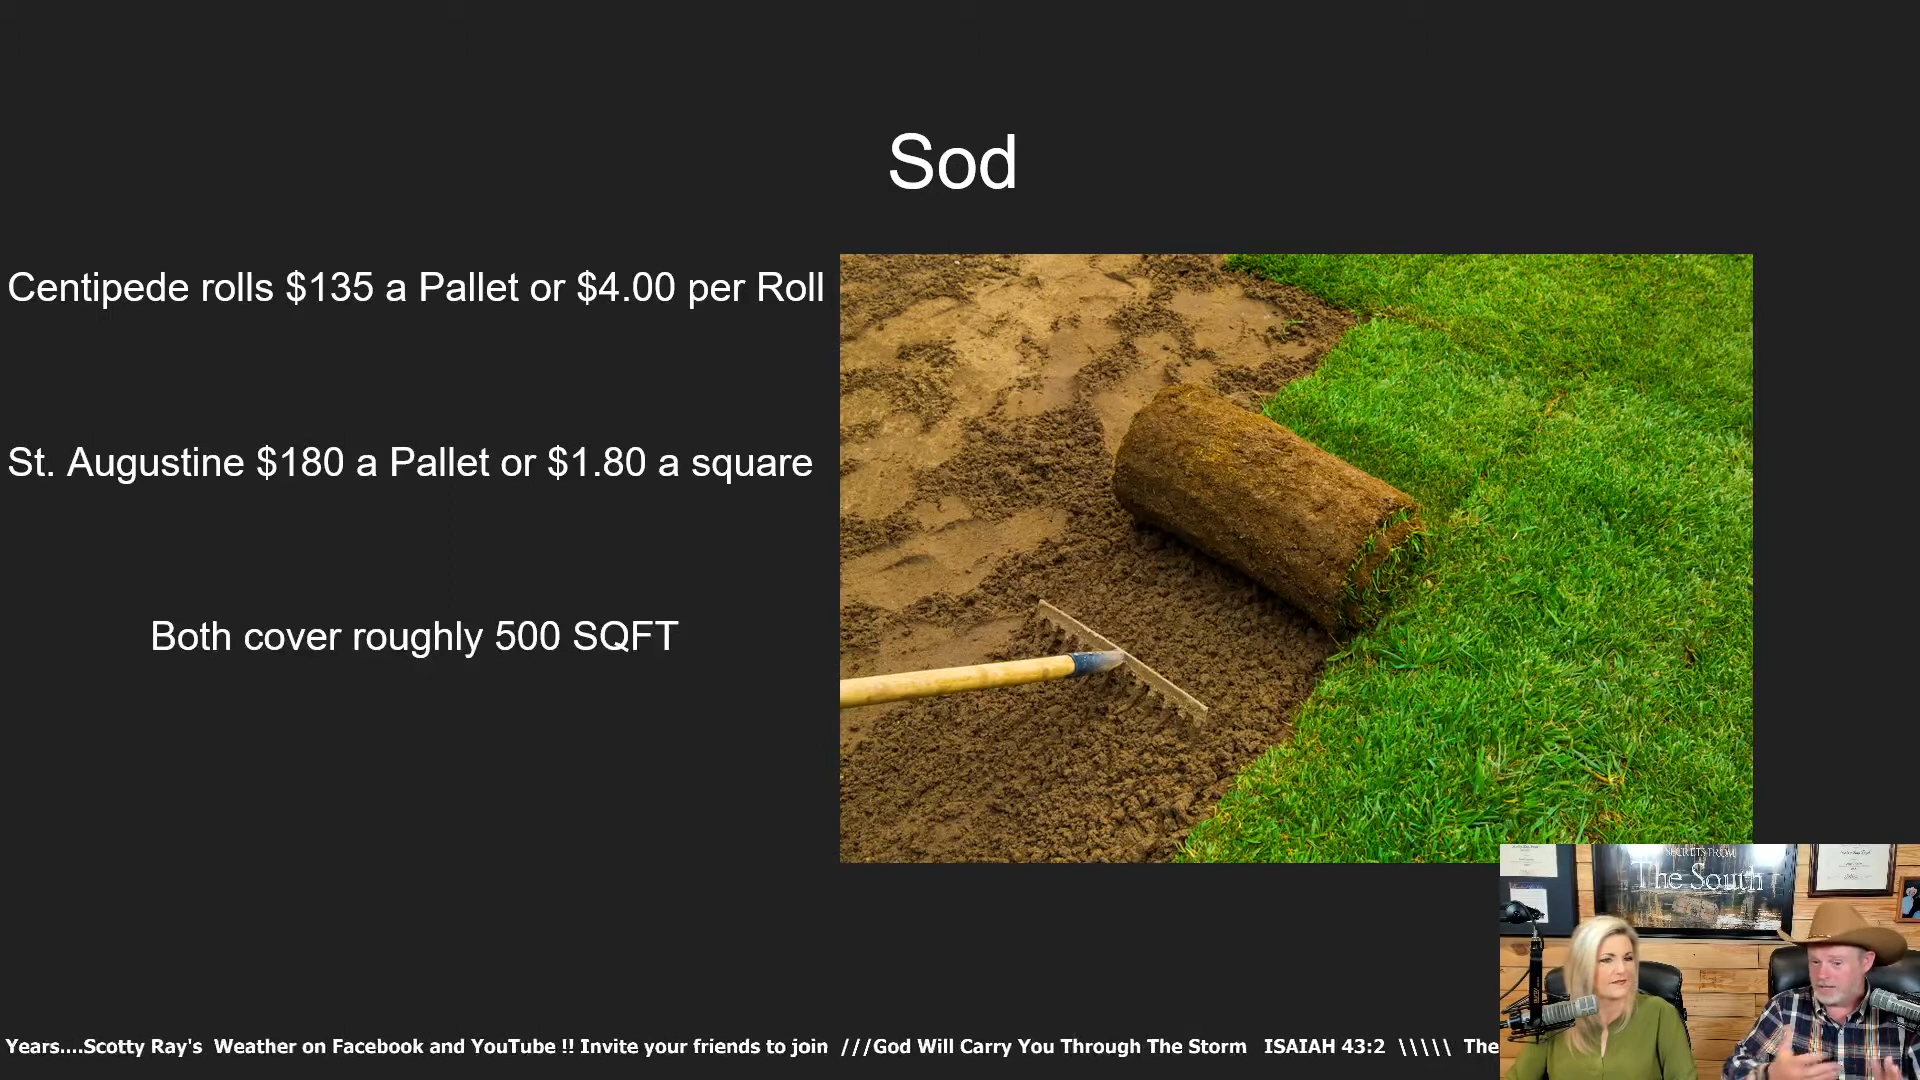 Sod
Centipede rolls $135 a Pallet or $4.00 per Roll
St. Augustine $180 a Pallet or $1.80 a square
Both cover roughly 500 SQFT
SECRETS FROM
The South
Years....Scotty Ray's  Weather on Facebook and YouTube !! Invite your friends to join  ///God Will Carry You Through The Storm   ISAIAH 43:2  \\\\\  The